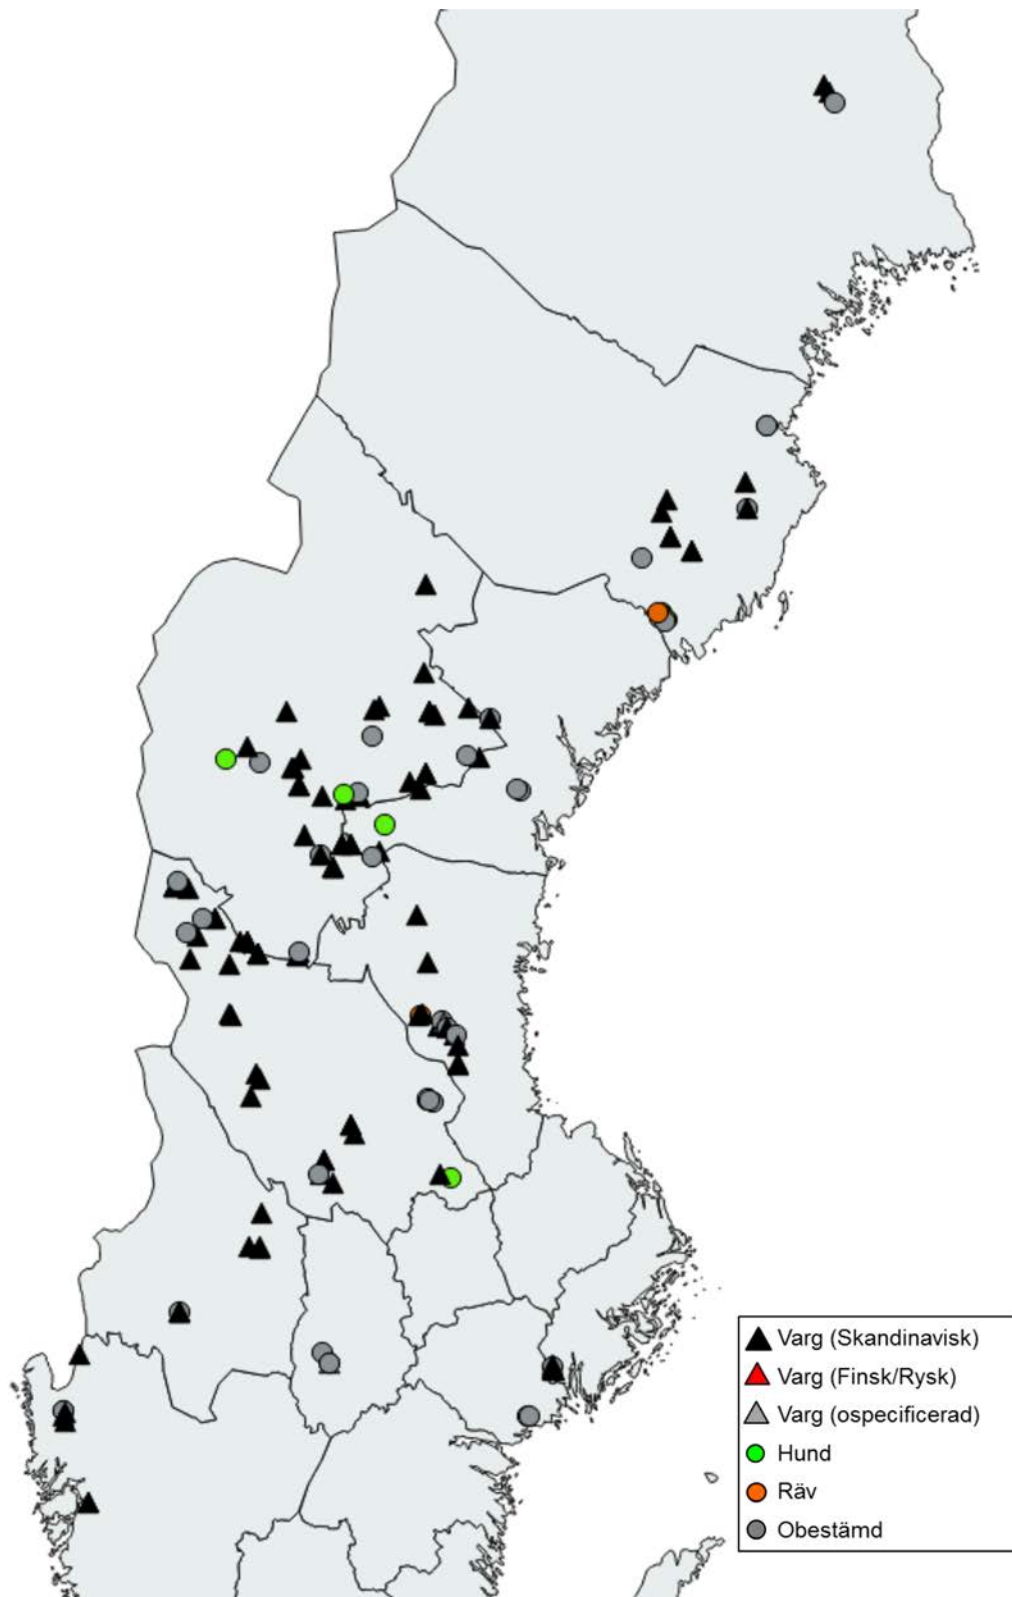 Varg (Skandinavisk)
Varg (Finsk/Rysk)
Varg (ospecificerad)
Hund
Räv
Obestämd